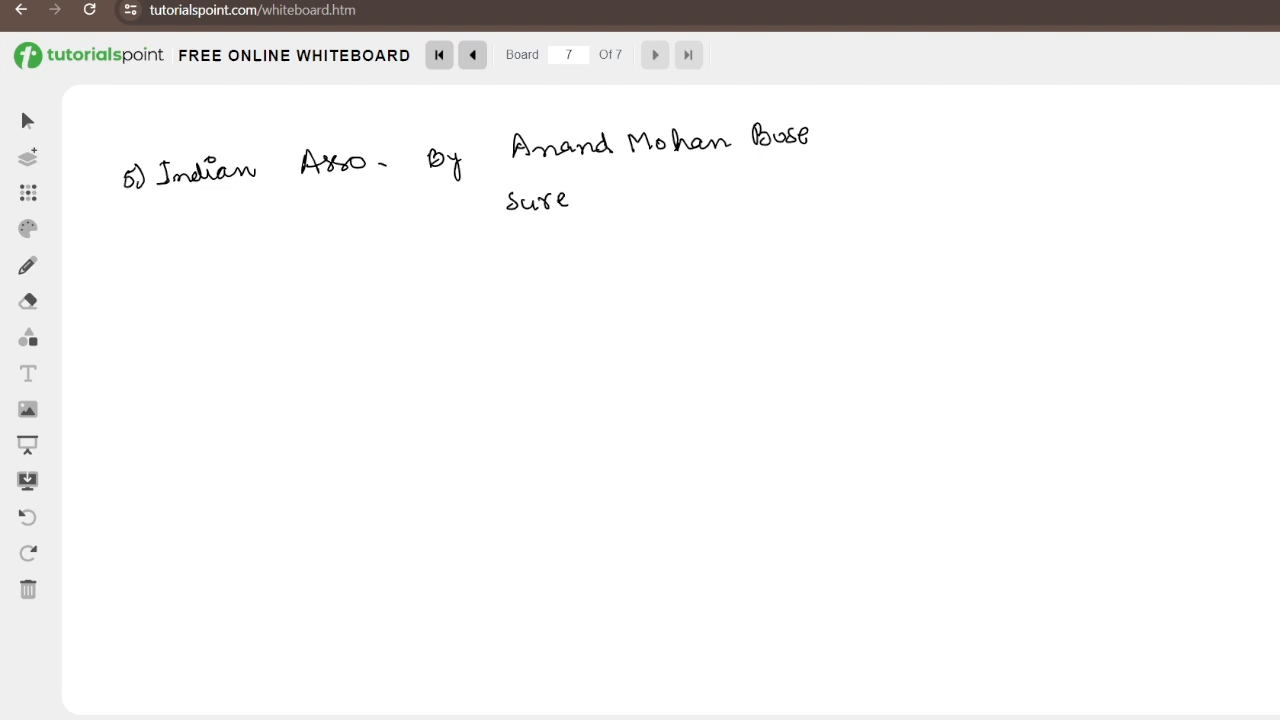 tutorialspoint.com/whiteboard.htm
tutorialspoint FREE ONLINE WHITEBOARD Board 7 Of 7
5) Indian Asso. By Anand Mohan Bose
Sure